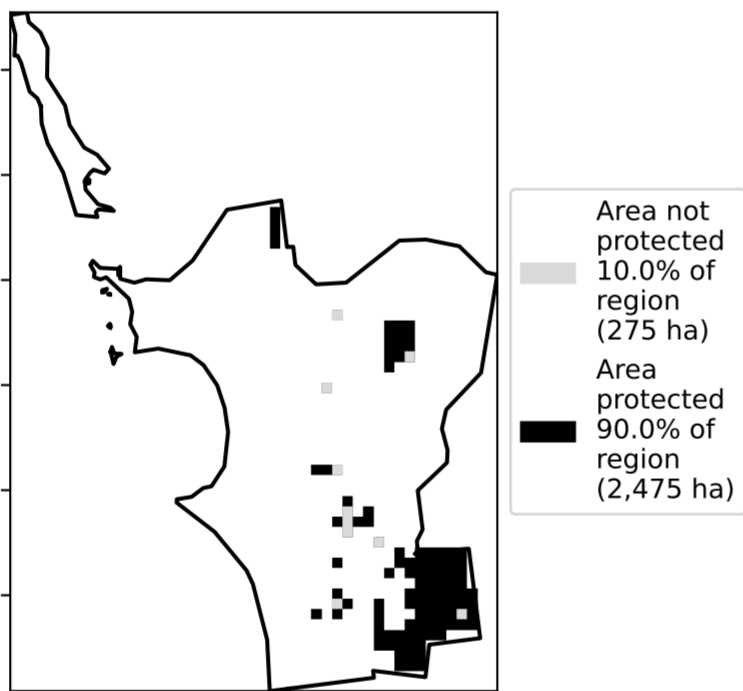 Area not
protected
10.0% of
region
(275 ha)
Area
protected
90.0% of
region
(2,475 ha)